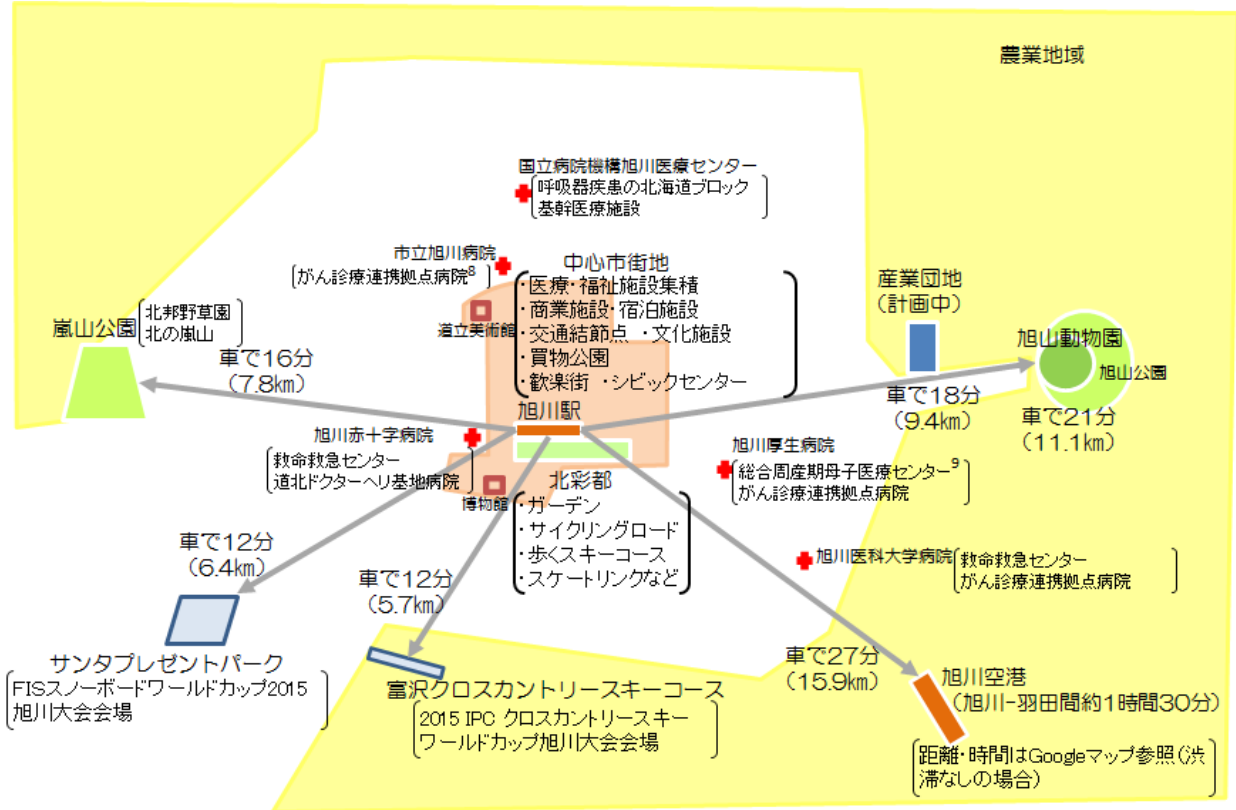 農業地域
国立病院機構旭川医療センター
呼吸器疾患の北海道ブロック
基幹医療施設
市立旭川病院
がん診療連携拠点病院8
中心市街地
・医療・福祉施設集積
・商業施設・宿泊施設
・交通結節点 ・文化施設
・買物公園
・歓楽街 ・シビックセンター
道立美術館
産業団地
(計画中)
嵐山公園
北邦野草園
北の嵐山
旭山動物園
旭山公園
車で16分
(7.8km)
車で18分
(9.4km)
車で21分
(11.1km)
旭川駅
旭川赤十字病院
救命救急センター
道北ドクターヘリ基地病院
旭川厚生病院
総合周産期母子医療センター9
がん診療連携拠点病院
博物館
北彩都
・ガーデン
・サイクリングロード
・歩くスキーコース
・スケートリンクなど
旭川医科大学病院
救命救急センター
がん診療連携拠点病院
車で12分
(6.4km)
車で12分
(5.7km)
車で27分
(15.9km)
サンタプレゼントパーク
FISスノーボードワールドカップ2015
旭川大会会場
富沢クロスカントリースキーコース
2015 IPC クロスカントリースキー
ワールドカップ旭川大会会場
旭川空港
(旭川-羽田間約1時間30分)
距離・時間はGoogleマップ参照(渋
滞なしの場合)